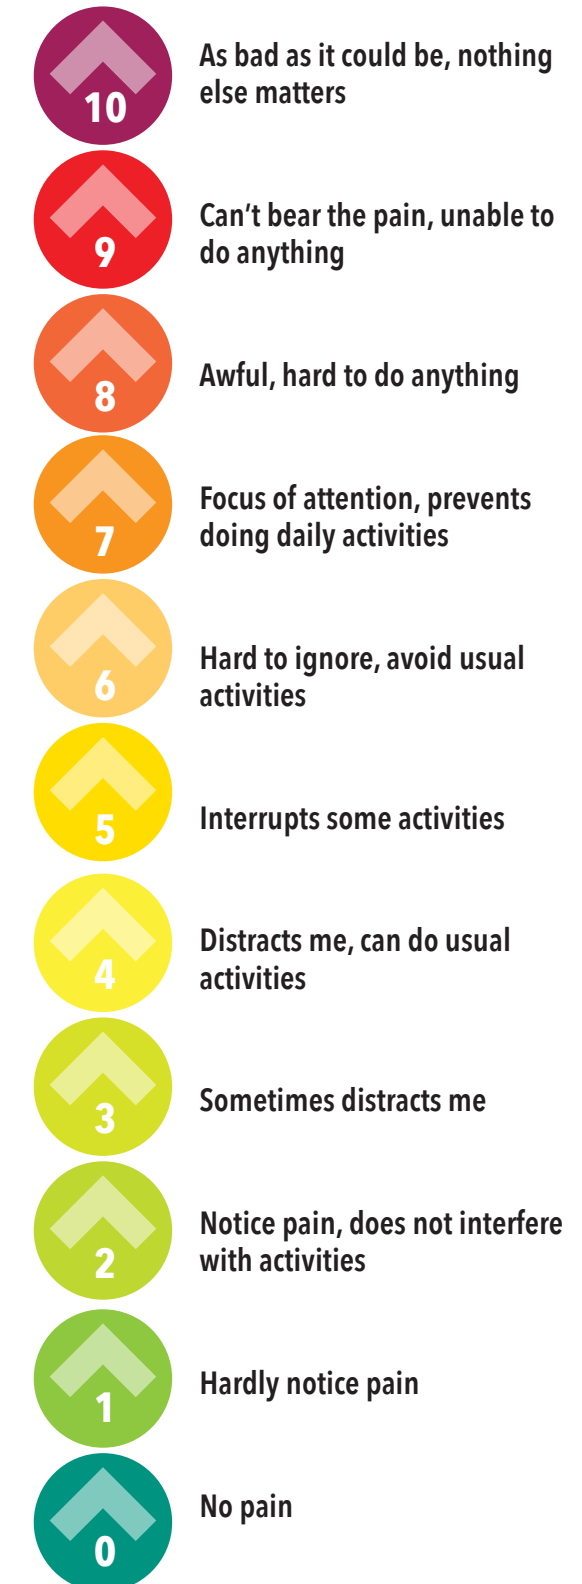 10
As bad as it could be, nothing
else matters
9
Can't bear the pain, unable to
do anything
8
Awful, hard to do anything
7
Focus of attention, prevents
doing daily activities
6
Hard to ignore, avoid usual
activities
5
Interrupts some activities
4
Distracts me, can do usual
activities
3
Sometimes distracts me
2
Notice pain, does not interfere
with activities
1
Hardly notice pain
0
No pain